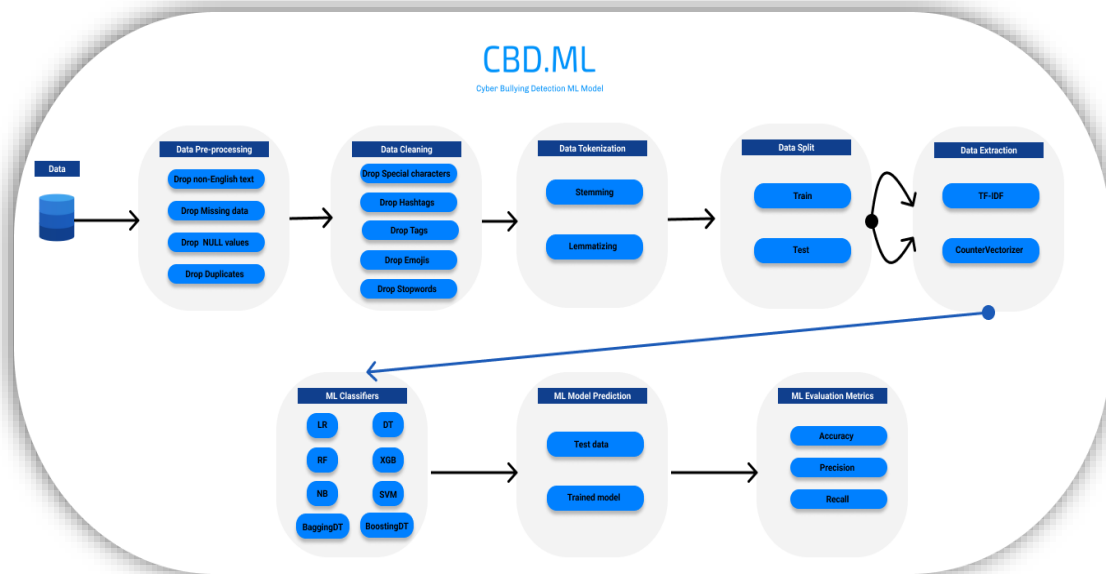 CBD.ML
Cyber Bullying Detection ML Model
Data
Data Pre-processing
Drop non-English text
Drop Missing data
Drop NULL values
Drop Duplicates
Data Cleaning
Drop Special characters
Drop Hashtags
Drop Tags
Drop Emojis
Drop Stopwords
Data Tokenization
Stemming
Lemmatizing
Data Split
Train
Test
Data Extraction
TF-IDF
CounterVectorizer
ML Classifiers
LR
DT
RF
XGB
NB
SVM
BaggingDT
BoostingDT
ML Model Prediction
Test data
Trained model
ML Evaluation Metrics
Accuracy
Precision
Recall